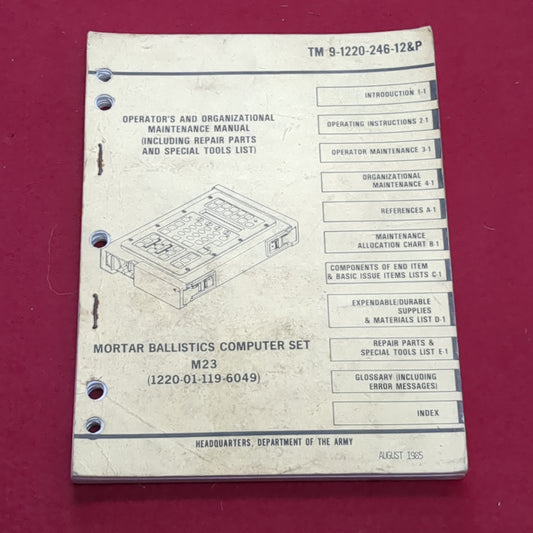 TM 9-1220-246-12&P
OPERATOR'S AND ORGANIZATIONAL
MAINTENANCE MANUAL
(INCLUDING REPAIR PARTS
AND SPECIAL TOOLS LIST)
INTRODUCTION 1-1
OPERATING INSTRUCTIONS 2-1
OPERATOR MAINTENANCE 3-1
ORGANIZATIONAL
MAINTENANCE 4-1
REFERENCES A-1
MAINTENANCE
ALLOCATION CHART B-1
COMPONENTS OF END ITEM
& BASIC ISSUE ITEMS LISTS C-1
EXPENDABLE/DURABLE
SUPPLIES
& MATERIALS LIST D-1
REPAIR PARTS &
SPECIAL TOOLS LIST E-1
GLOSSARY (INCLUDING
ERROR MESSAGES)
INDEX
MORTAR BALLISTICS COMPUTER SET
M23
(1220-01-119-6049)
HEADQUARTERS, DEPARTMENT OF THE ARMY
AUGUST 1985